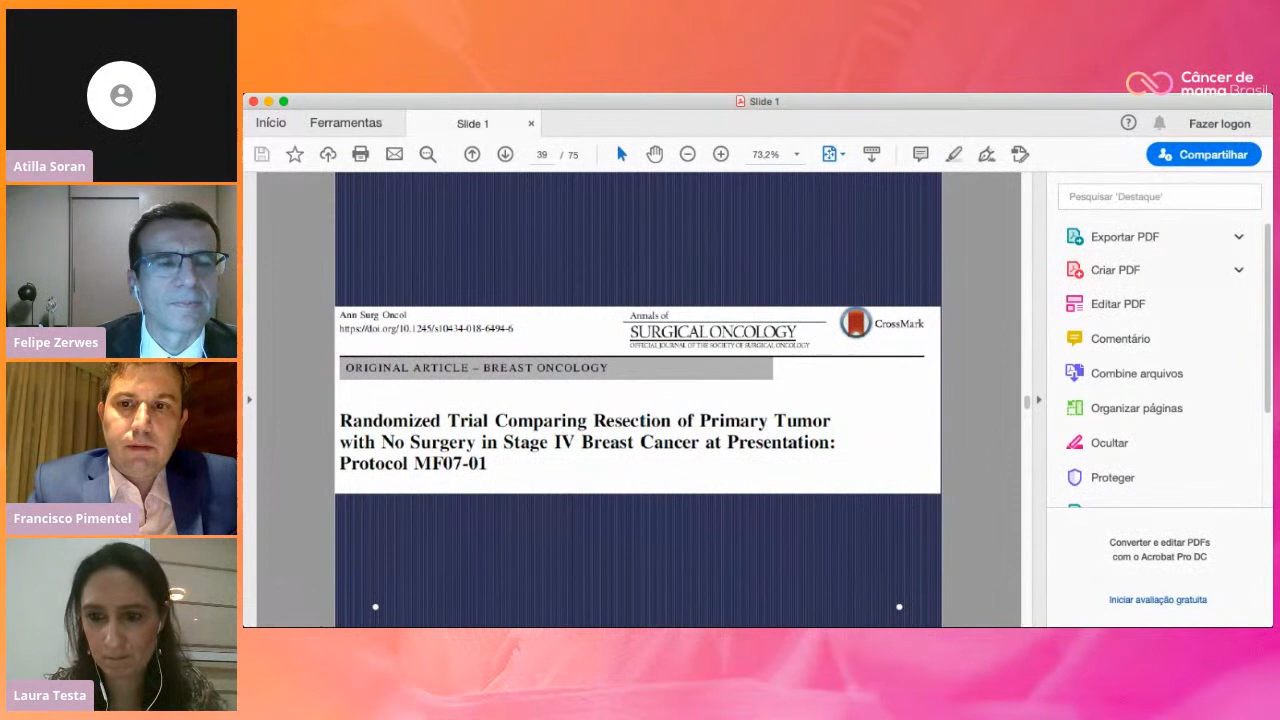 Atilla Soran
Felipe Zerwes
Francisco Pimentel
Laura Testa
Câncer de
mama Brasil
Slide 1
Início
Ferramentas
Slide 1
×
Fazer logon
39 / 75
73,2%
Compartilhar
Ann Surg Oncol
https://doi.org/10.1245/s10434-018-6494-6
Annals of
SURGICAL ONCOLOGY
OFFICIAL JOURNAL OF THE SOCIETY OF SURGICAL ONCOLOGY
CrossMark
ORIGINAL ARTICLE – BREAST ONCOLOGY
Randomized Trial Comparing Resection of Primary Tumor
with No Surgery in Stage IV Breast Cancer at Presentation:
Protocol MF07-01
Pesquisar 'Destaque'
Exportar PDF
Criar PDF
Editar PDF
Comentário
Combine arquivos
Organizar páginas
Ocultar
Proteger
Converter e editar PDFs
com o Acrobat Pro DC
Iniciar avaliação gratuita